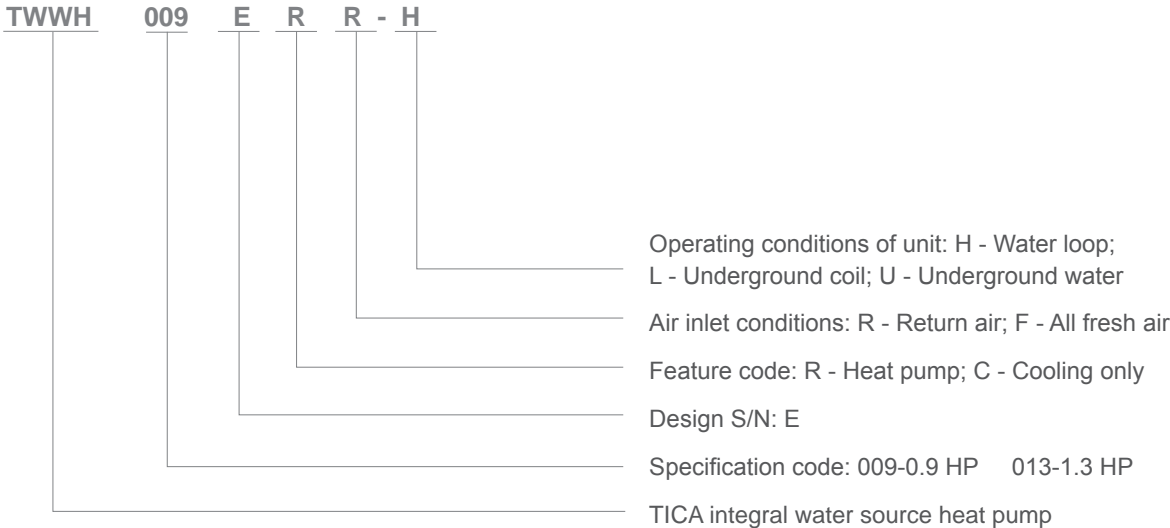 TWWH 009 E R R - H
Operating conditions of unit: H - Water loop;
L - Underground coil; U - Underground water
Air inlet conditions: R - Return air; F - All fresh air
Feature code: R - Heat pump; C - Cooling only
Design S/N: E
Specification code: 009-0.9 HP 013-1.3 HP
TICA integral water source heat pump